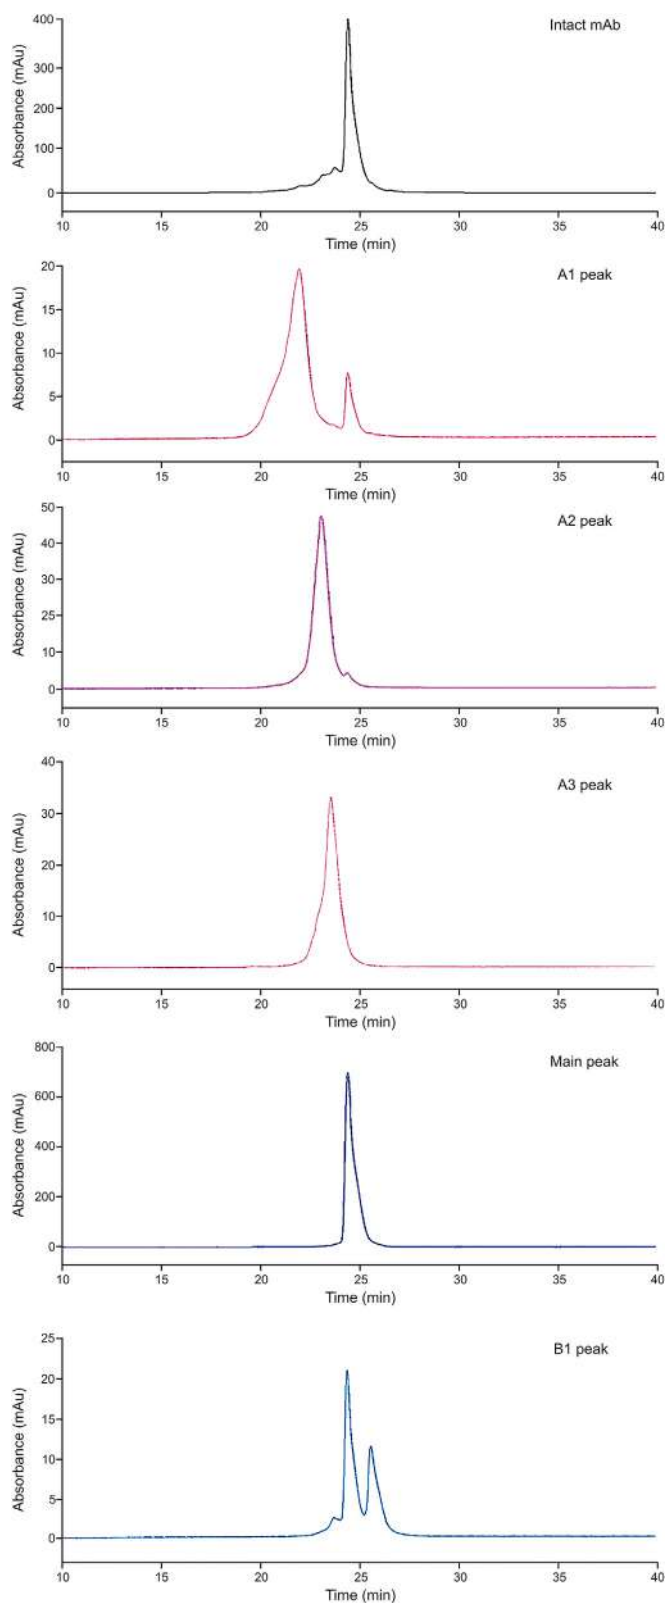 Intact mAb
Absorbance (mAu)
400
300
200
100
0
10 15 20 25 30 35 40
Time (min)
A1 peak
Absorbance (mAu)
20
15
10
5
0
10 15 20 25 30 35 40
Time (min)
A2 peak
Absorbance (mAu)
50
40
30
25
10
0
10 15 20 25 30 35 40
Time (min)
A3 peak
Absorbance (mAu)
40
30
20
10
0
10 15 20 25 30 35 40
Time (min)
Main peak
Absorbance (mAu)
800
600
400
200
0
10 15 20 25 30 35 40
Time (min)
B1 peak
Absorbance (mAu)
25
20
15
10
5
0
10 15 20 25 30 35 40
Time (min)